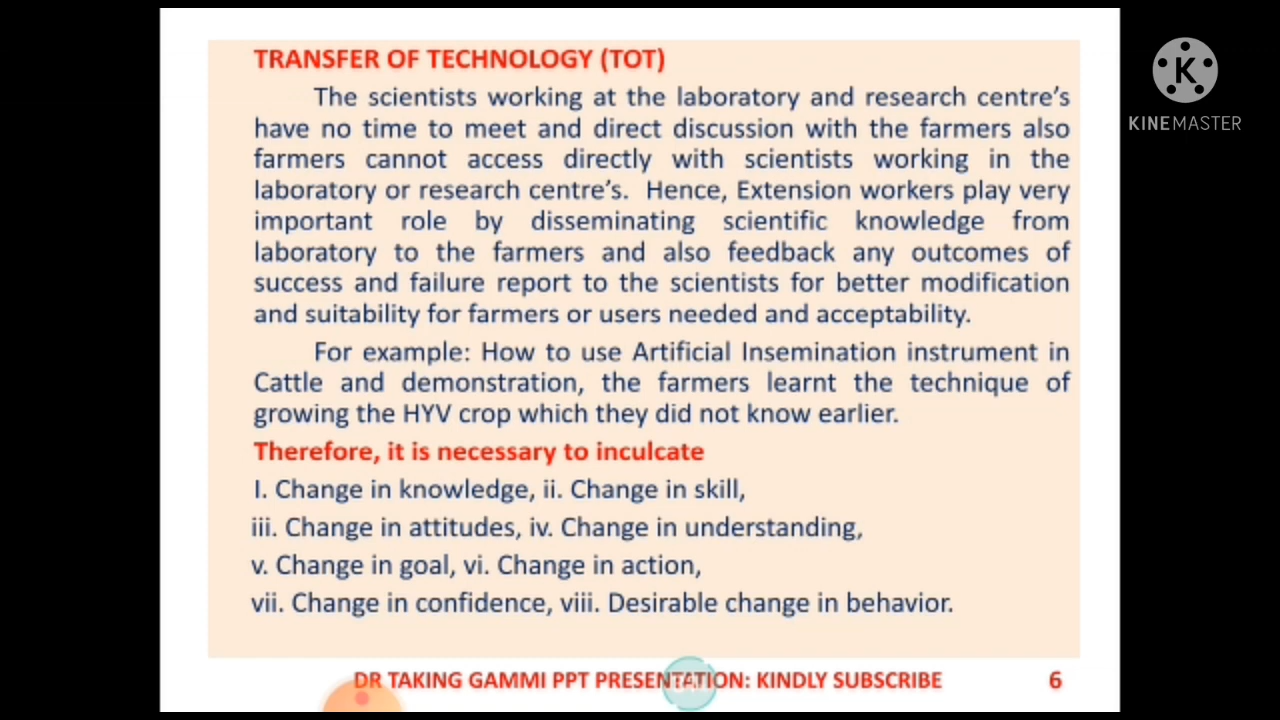 TRANSFER OF TECHNOLOGY (TOT)
The scientists working at the laboratory and research centre's
have no time to meet and direct discussion with the farmers also
farmers cannot access directly with scientists working in the
laboratory or research centre's. Hence, Extension workers play very
important role by disseminating scientific knowledge from
laboratory to the farmers and also feedback any outcomes of
success and failure report to the scientists for better modification
and suitability for farmers or users needed and acceptability.
For example: How to use Artificial Insemination instrument in
Cattle and demonstration, the farmers learnt the technique of
growing the HYV crop which they did not know earlier.
Therefore, it is necessary to inculcate
I. Change in knowledge, ii. Change in skill,
iii. Change in attitudes, iv. Change in understanding,
v. Change in goal, vi. Change in action,
vii. Change in confidence, viii. Desirable change in behavior.
DR TAKING GAMMI PPT PRESENTATION: KINDLY SUBSCRIBE 6
K
KINEMASTER